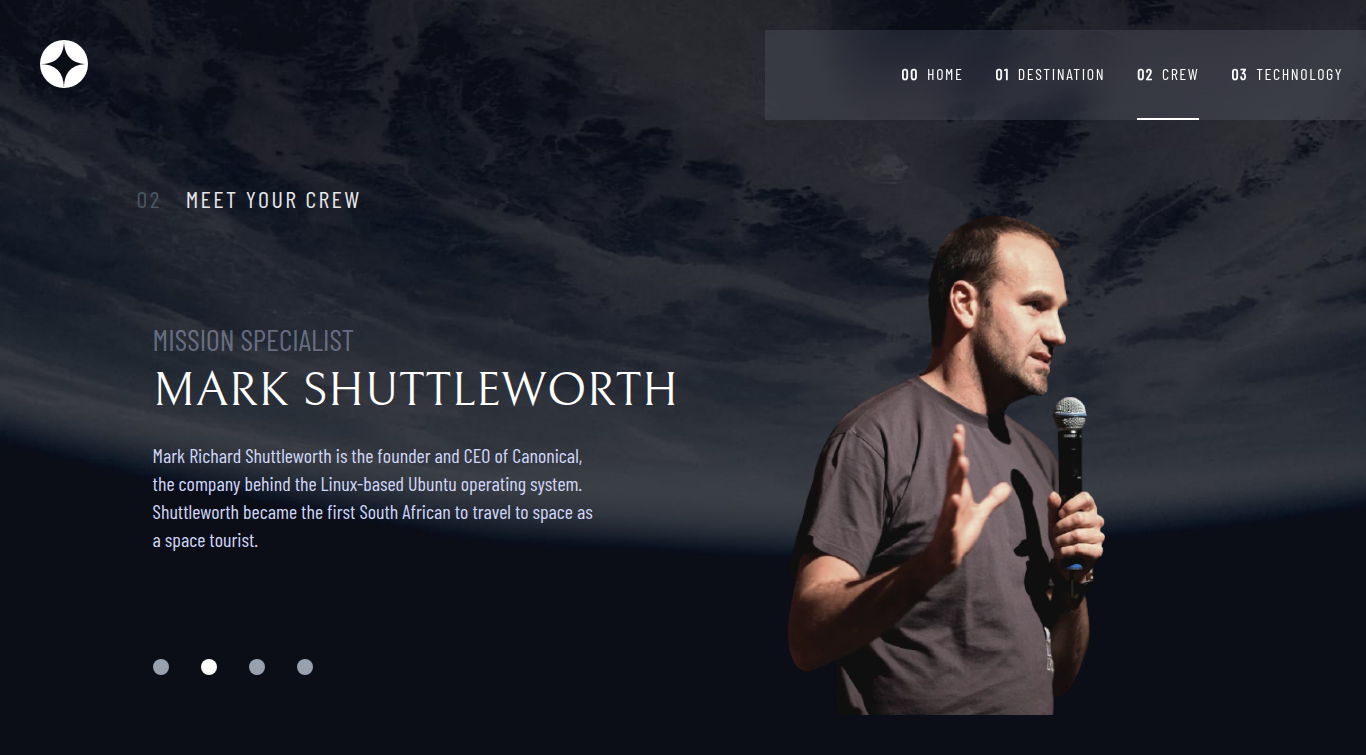 00 HOME 01 DESTINATION 02 CREW 03 TECHNOLOGY
02 MEET YOUR CREW
MISSION SPECIALIST
MARK SHUTTLEWORTH
Mark Richard Shuttleworth is the founder and CEO of Canonical,
the company behind the Linux-based Ubuntu operating system.
Shuttleworth became the first South African to travel to space as
a space tourist.